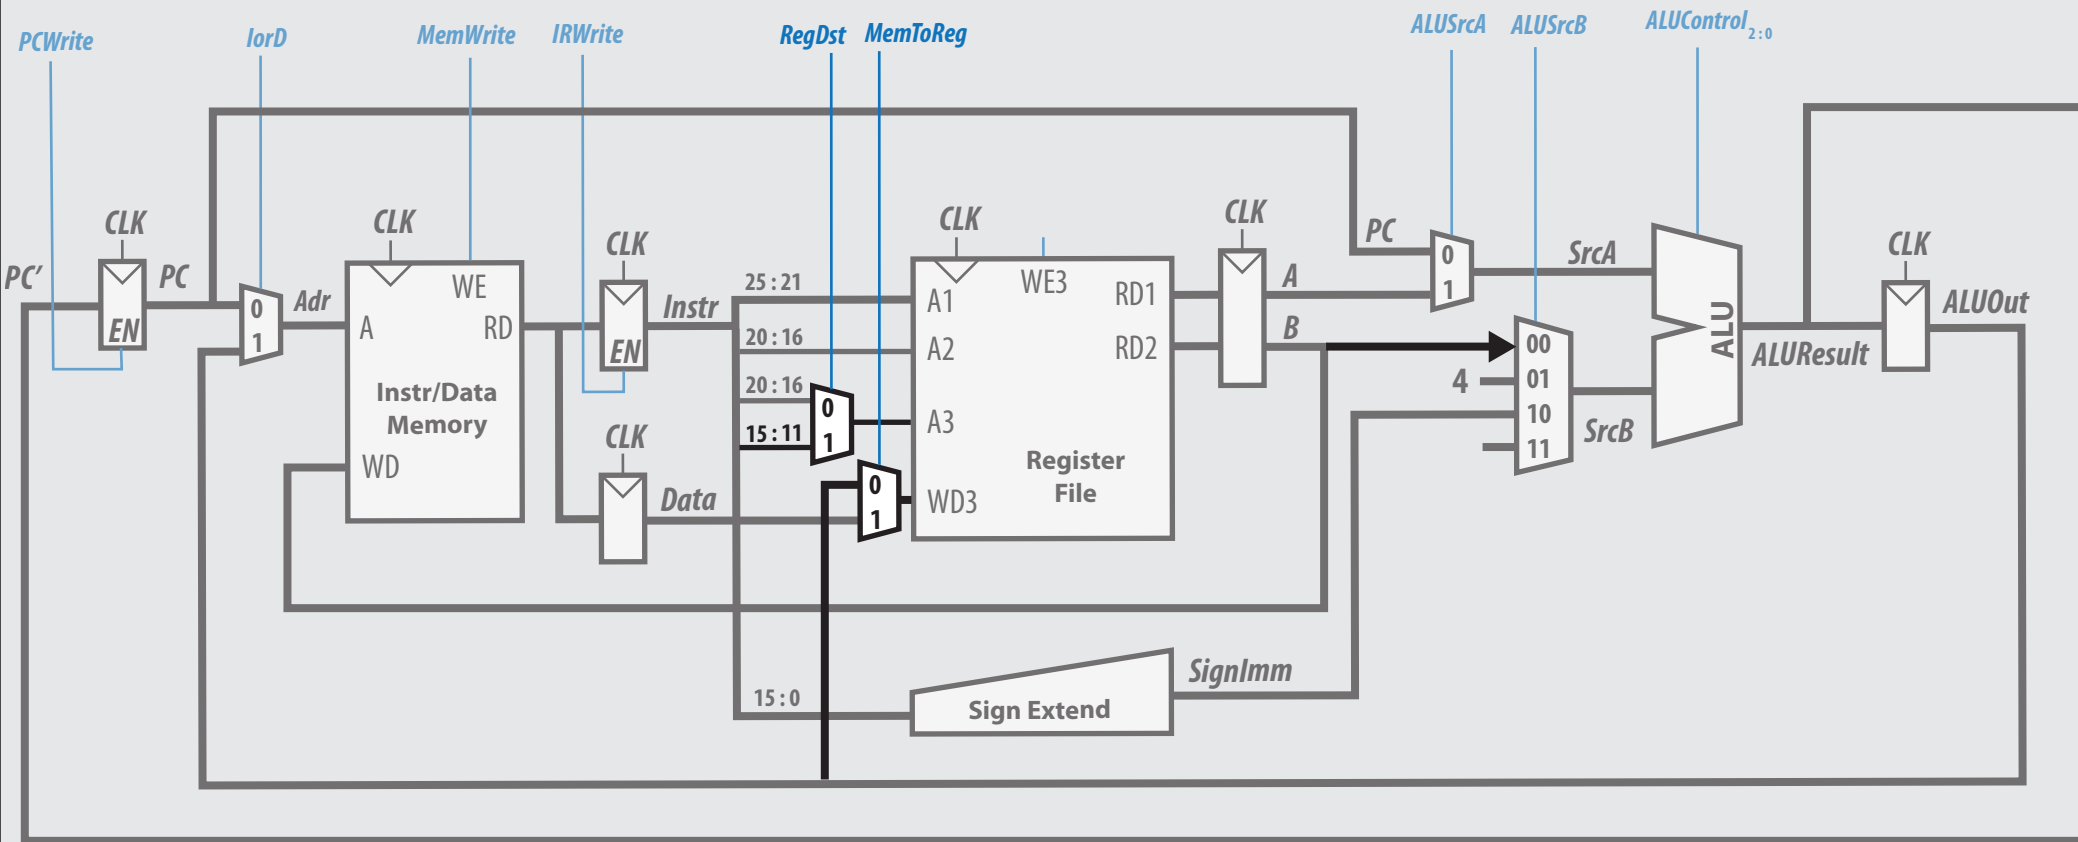 PCWrite
IorD
MemWrite
IRWrite
RegDst
MemToReg
ALUSrcA
ALUSrcB
ALUControl 2:0
CLK
CLK
CLK
CLK
CLK
CLK
PC′
PC
EN
0
1
Adr
A
WE
RD
WD
Instr/Data
Memory
EN
Instr
CLK
Data
25:21
20:16
20:16
15:11
15:0
0
1
0
1
A1
A2
A3
WD3
WE3
RD1
RD2
Register
File
A
B
PC
0
1
SrcA
4
00
01
10
11
SrcB
ALU
ALUResult
ALUOut
Sign Extend
SignImm